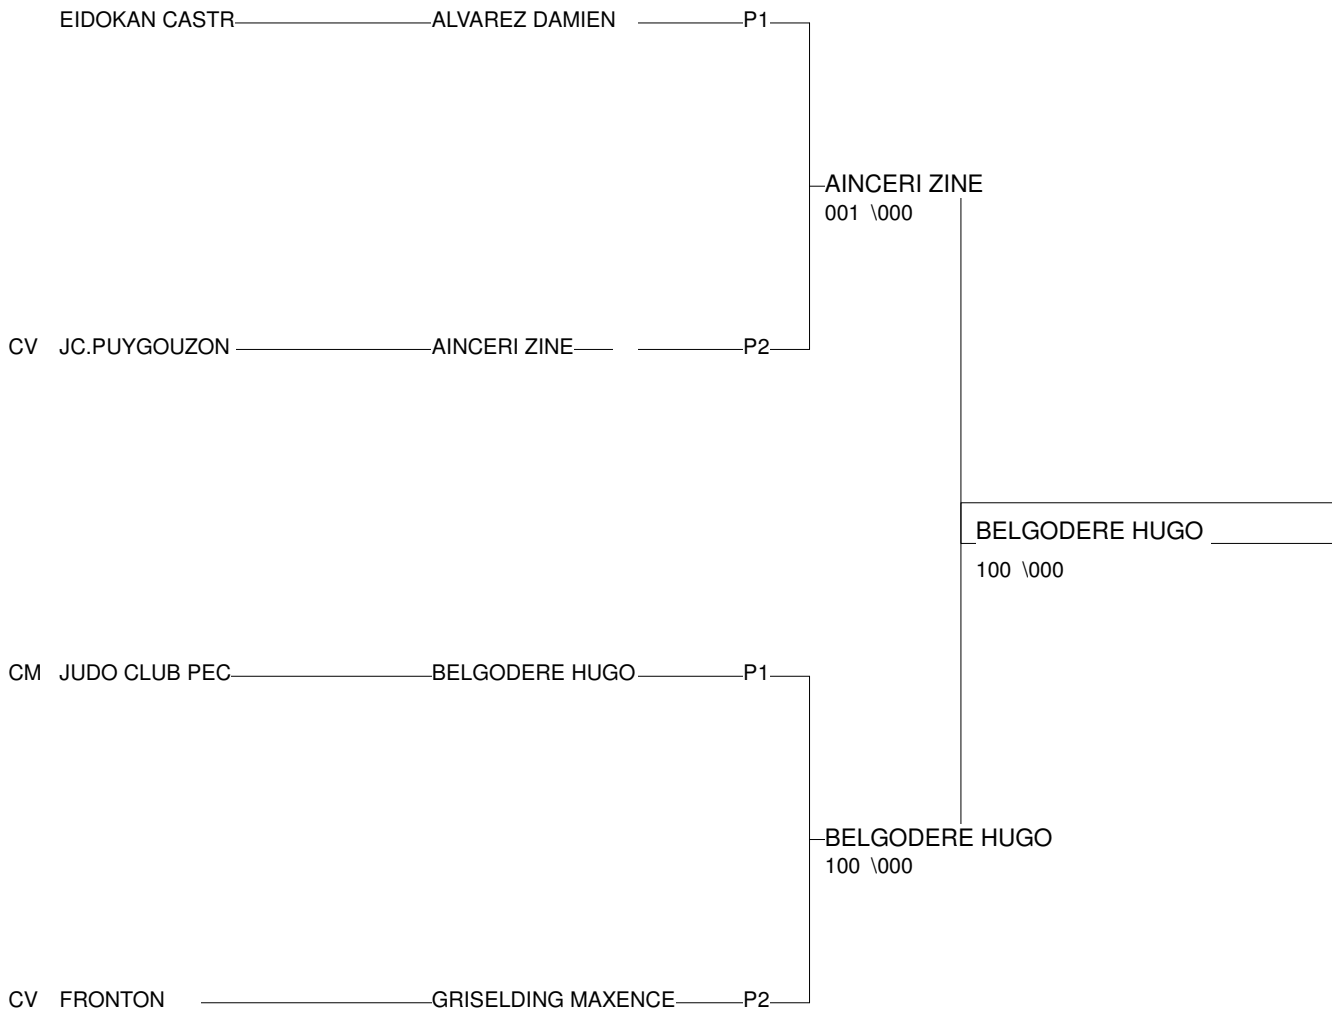 EIDOKAN CASTR ALVAREZ DAMIEN P1
AINCERI ZINE
001 \000
CV JC.PUYGOUZON AINCERI ZINE P2
BELGODERE HUGO
100 \000
CM JUDO CLUB PEC BELGODERE HUGO P1
BELGODERE HUGO
100 \000
CV FRONTON GRISELDING MAXENCE P2